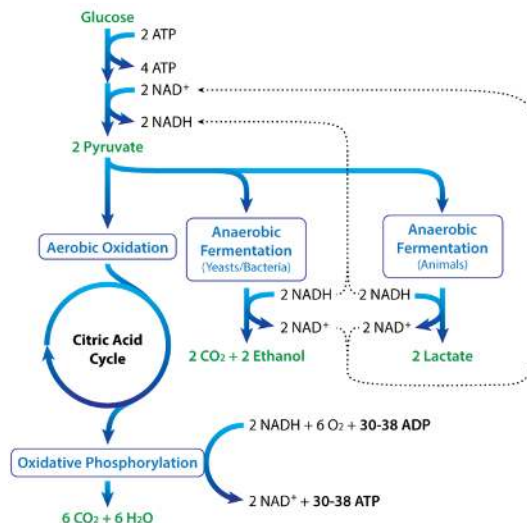 Glucose
2 ATP
4 ATP
2 NAD⁺
2 NADH
2 Pyruvate
Aerobic Oxidation
Anaerobic
Fermentation
(Yeasts/Bacteria)
Anaerobic
Fermentation
(Animals)
2 NADH
2 NADH
2 NAD⁺
2 NAD⁺
Citric Acid
Cycle
2 CO₂ + 2 Ethanol
2 Lactate
2 NADH + 6 O₂ + 30-38 ADP
Oxidative Phosphorylation
2 NAD⁺ + 30-38 ATP
6 CO₂ + 6 H₂O